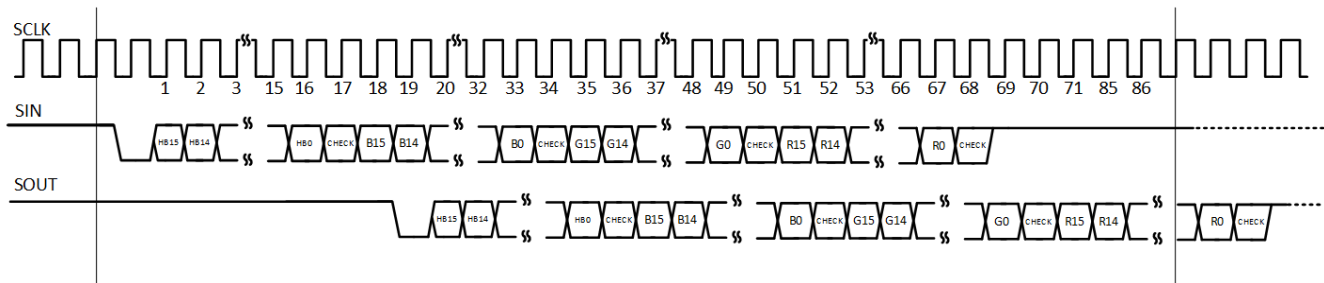 SCLK
1 2 3 15 16 17 18 19 20 32 33 34 35 36 37 48 49 50 51 52 53 66 67 68 69 70 71 85 86
SIN
HB15 HB14 HB0 CHECK B15 B14 B0 CHECK G15 G14 G0 CHECK R15 R14 R0 CHECK
SOUT
HB15 HB14 HB0 CHECK B15 B14 B0 CHECK G15 G14 G0 CHECK R15 R14 R0 CHECK